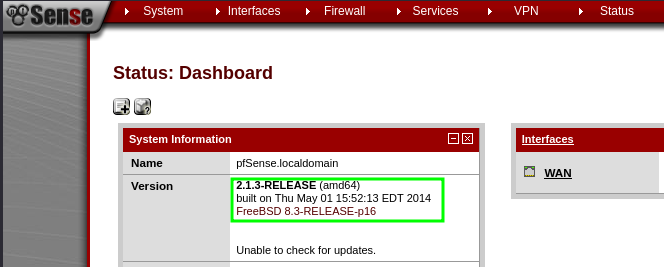 Sense
System
Interfaces
Firewall
Services
VPN
Status
Status: Dashboard
System Information
Name
pfSense.localdomain
Version
2.1.3-RELEASE (amd64)
built on Thu May 01 15:52:13 EDT 2014
FreeBSD 8.3-RELEASE-p16
Unable to check for updates.
Interfaces
WAN